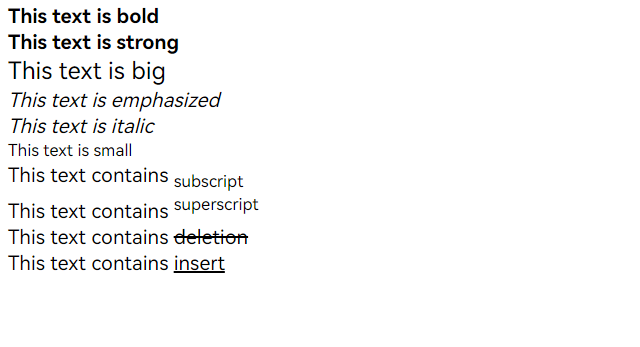 This text is bold
This text is strong
This text is big
This text is emphasized
This text is italic
This text is small
This text contains subscript
This text contains superscript
This text contains deletion
This text contains insert